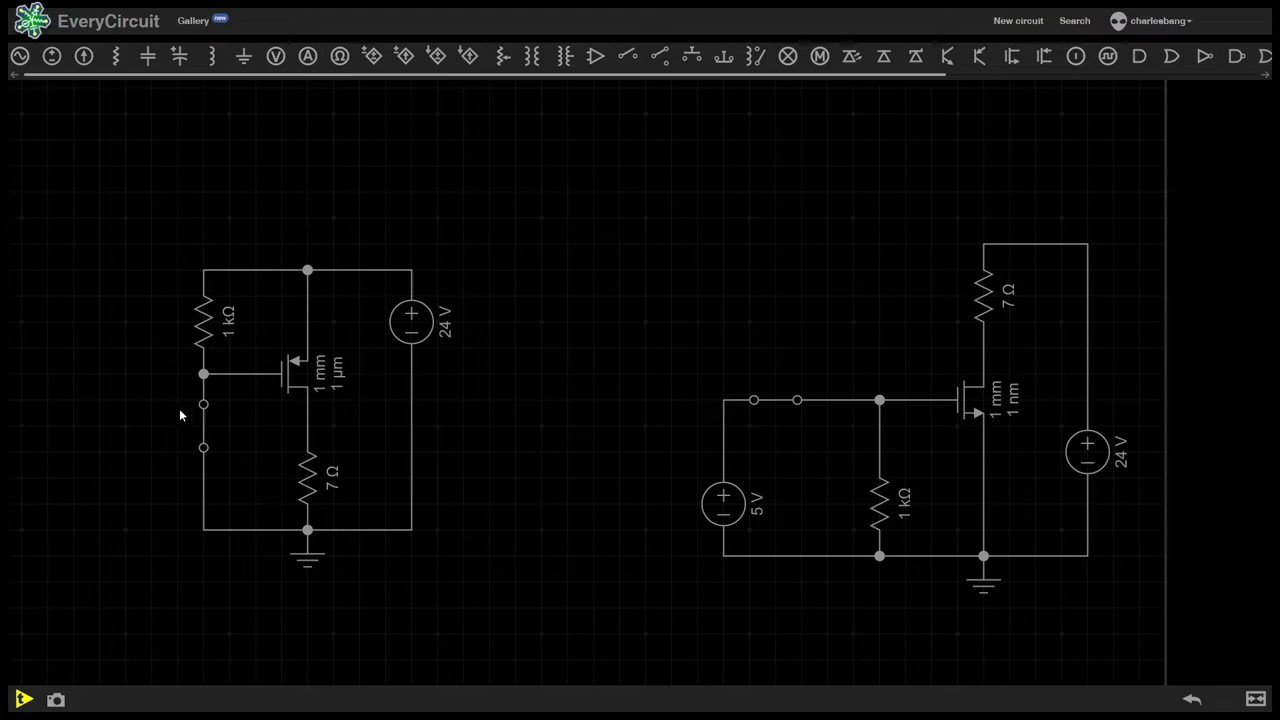 EveryCircuit
Gallery new
New circuit
Search
charlesbang
V
A
Ω
M
1 kΩ
1 mm
1 µm
24 V
7 Ω
7 Ω
1 mm
1 nm
24 V
5 V
1 kΩ
t